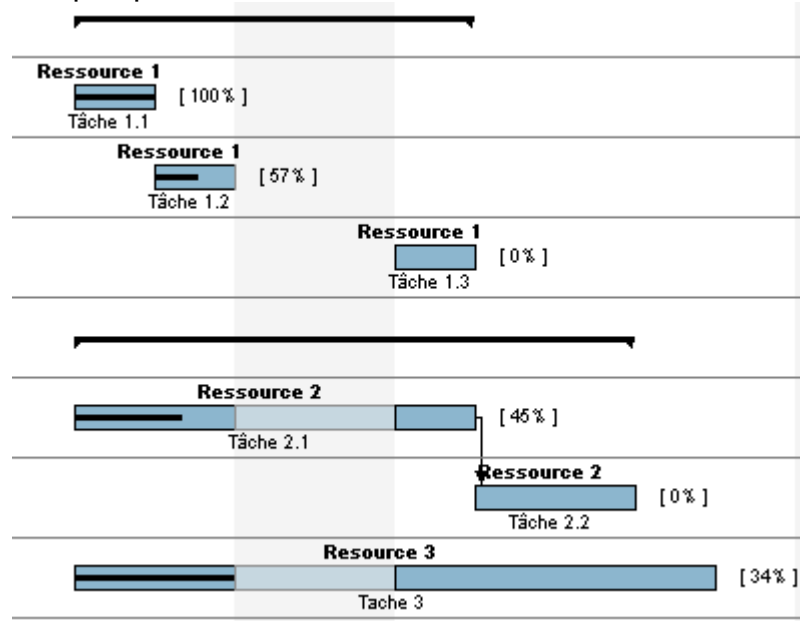 Ressource 1
[ 100% ]
Tâche 1.1
Ressource 1
[ 57% ]
Tâche 1.2
Ressource 1
[ 0% ]
Tâche 1.3
Ressource 2
[ 45% ]
Tâche 2.1
Ressource 2
[ 0% ]
Tâche 2.2
Resource 3
[ 34% ]
Tache 3